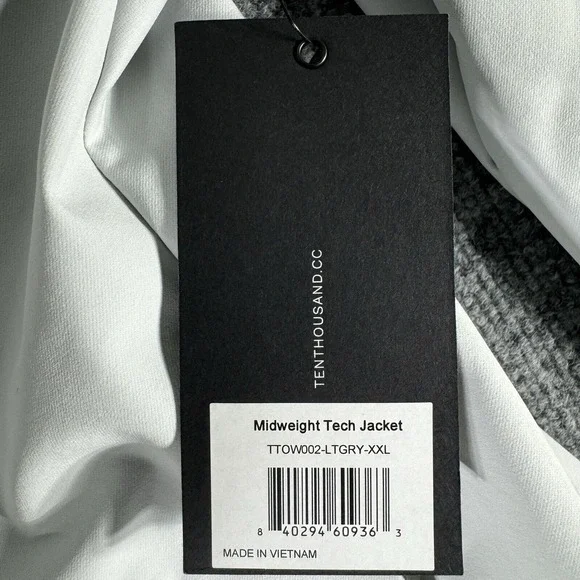 TENTHOUSAND.CC
Midweight Tech Jacket
TTOW002-LTGRY-XXL
8 40294 60936 3
MADE IN VIETNAM